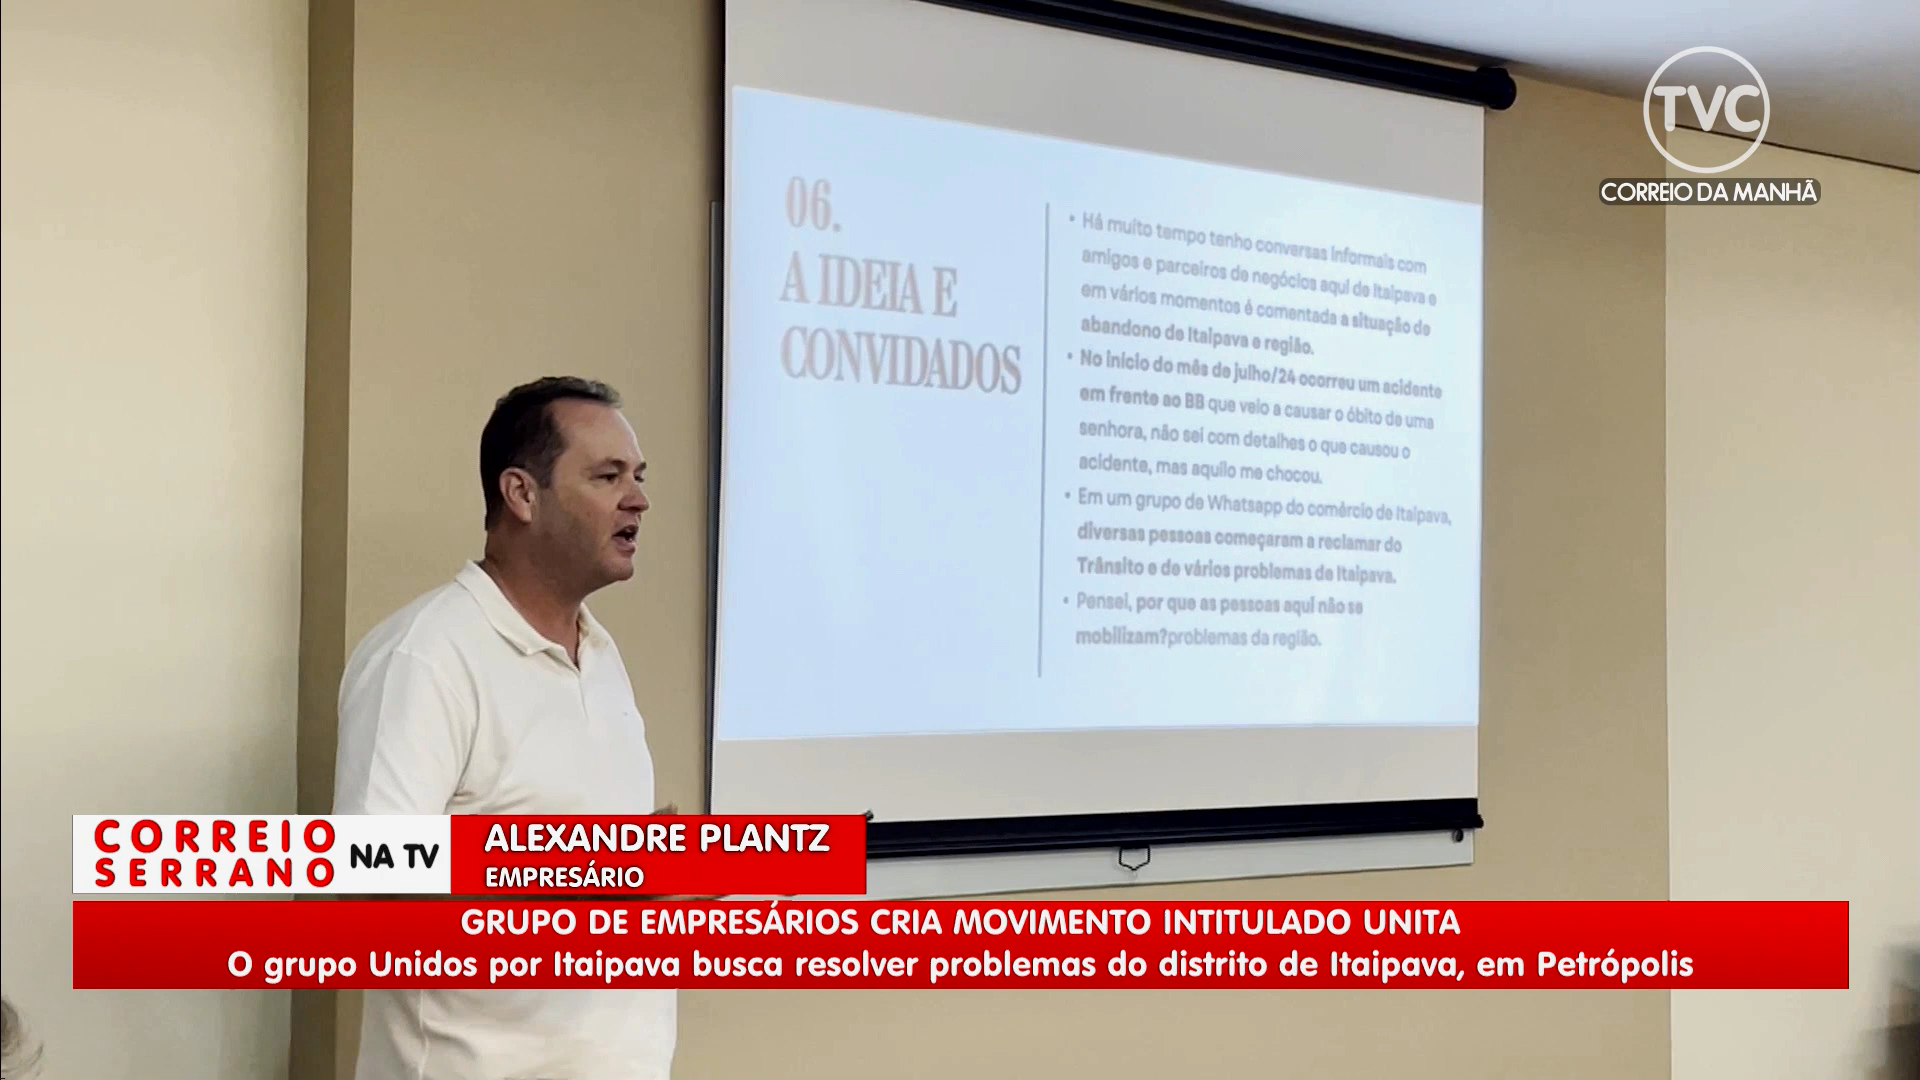 TVC
CORREIO DA MANHÃ
06.
A IDEIA E
CONVIDADOS
• Há muito tempo tenho conversas informais com
amigos e parceiros de negócios aqui de Itaipava e
em vários momentos é comentada a situação de
abandono de Itaipava e região.
• No início do mês de julho/24 ocorreu um acidente
em frente ao BB que veio a causar o óbito de uma
senhora, não sei com detalhes o que causou o
acidente, mas aquilo me chocou.
• Em um grupo de Whatsapp do comércio de Itaipava,
diversas pessoas começaram a reclamar do
Trânsito e de vários problemas de Itaipava.
• Pensei, por que as pessoas aqui não se
mobilizam?problemas da região.
CORREIO
SERRANO
NA TV
ALEXANDRE PLANTZ
EMPRESÁRIO
GRUPO DE EMPRESÁRIOS CRIA MOVIMENTO INTITULADO UNITA
O grupo Unidos por Itaipava busca resolver problemas do distrito de Itaipava, em Petrópolis